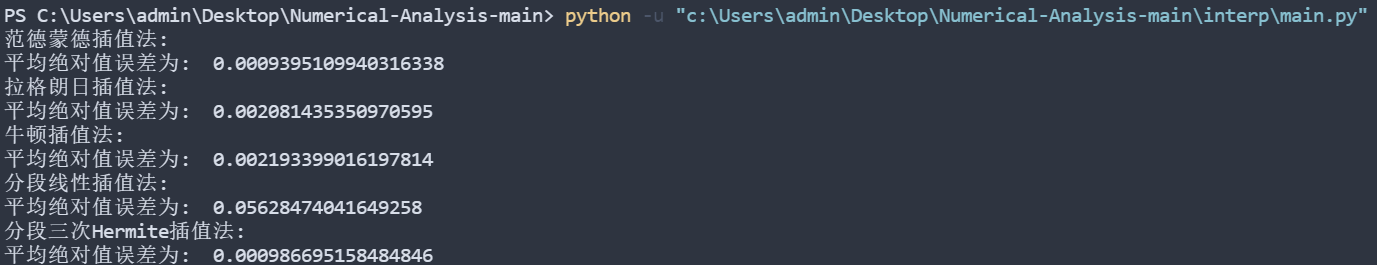 PS C:\Users\admin\Desktop\Numerical-Analysis-main> python -u "c:\Users\admin\Desktop\Numerical-Analysis-main\interp\main.py"
范德蒙德插值法:
平均绝对值误差为:  0.0009395109940316338
拉格朗日插值法:
平均绝对值误差为:  0.002081435350970595
牛顿插值法:
平均绝对值误差为:  0.002193399016197814
分段线性插值法:
平均绝对值误差为:  0.05628474041649258
分段三次Hermite插值法:
平均绝对值误差为:  0.000986695158484846